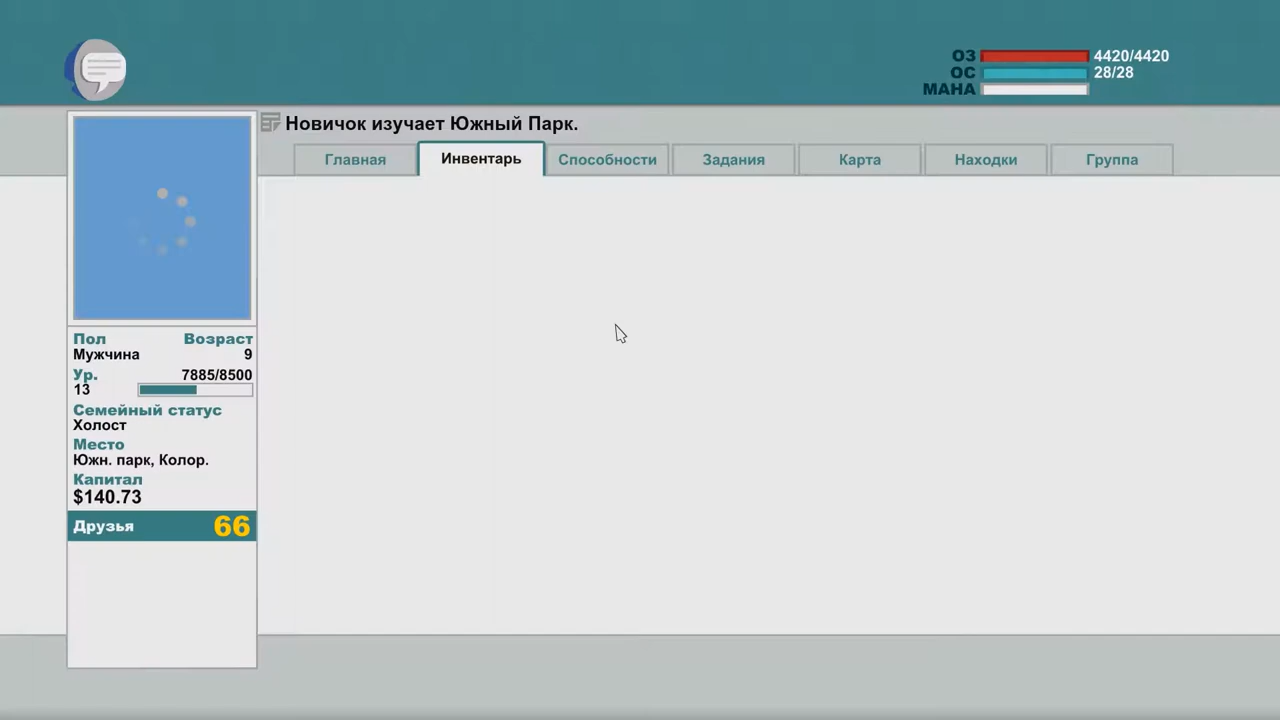 ОЗ 4420/4420
ОС 28/28
МАНА
Новичок изучает Южный Парк.
Главная Инвентарь Способности Задания Карта Находки Группа
Пол Возраст
Мужчина 9
Ур. 7885/8500
13
Семейный статус
Холост
Место
Южн. парк, Колор.
Капитал
$140.73
Друзья 66